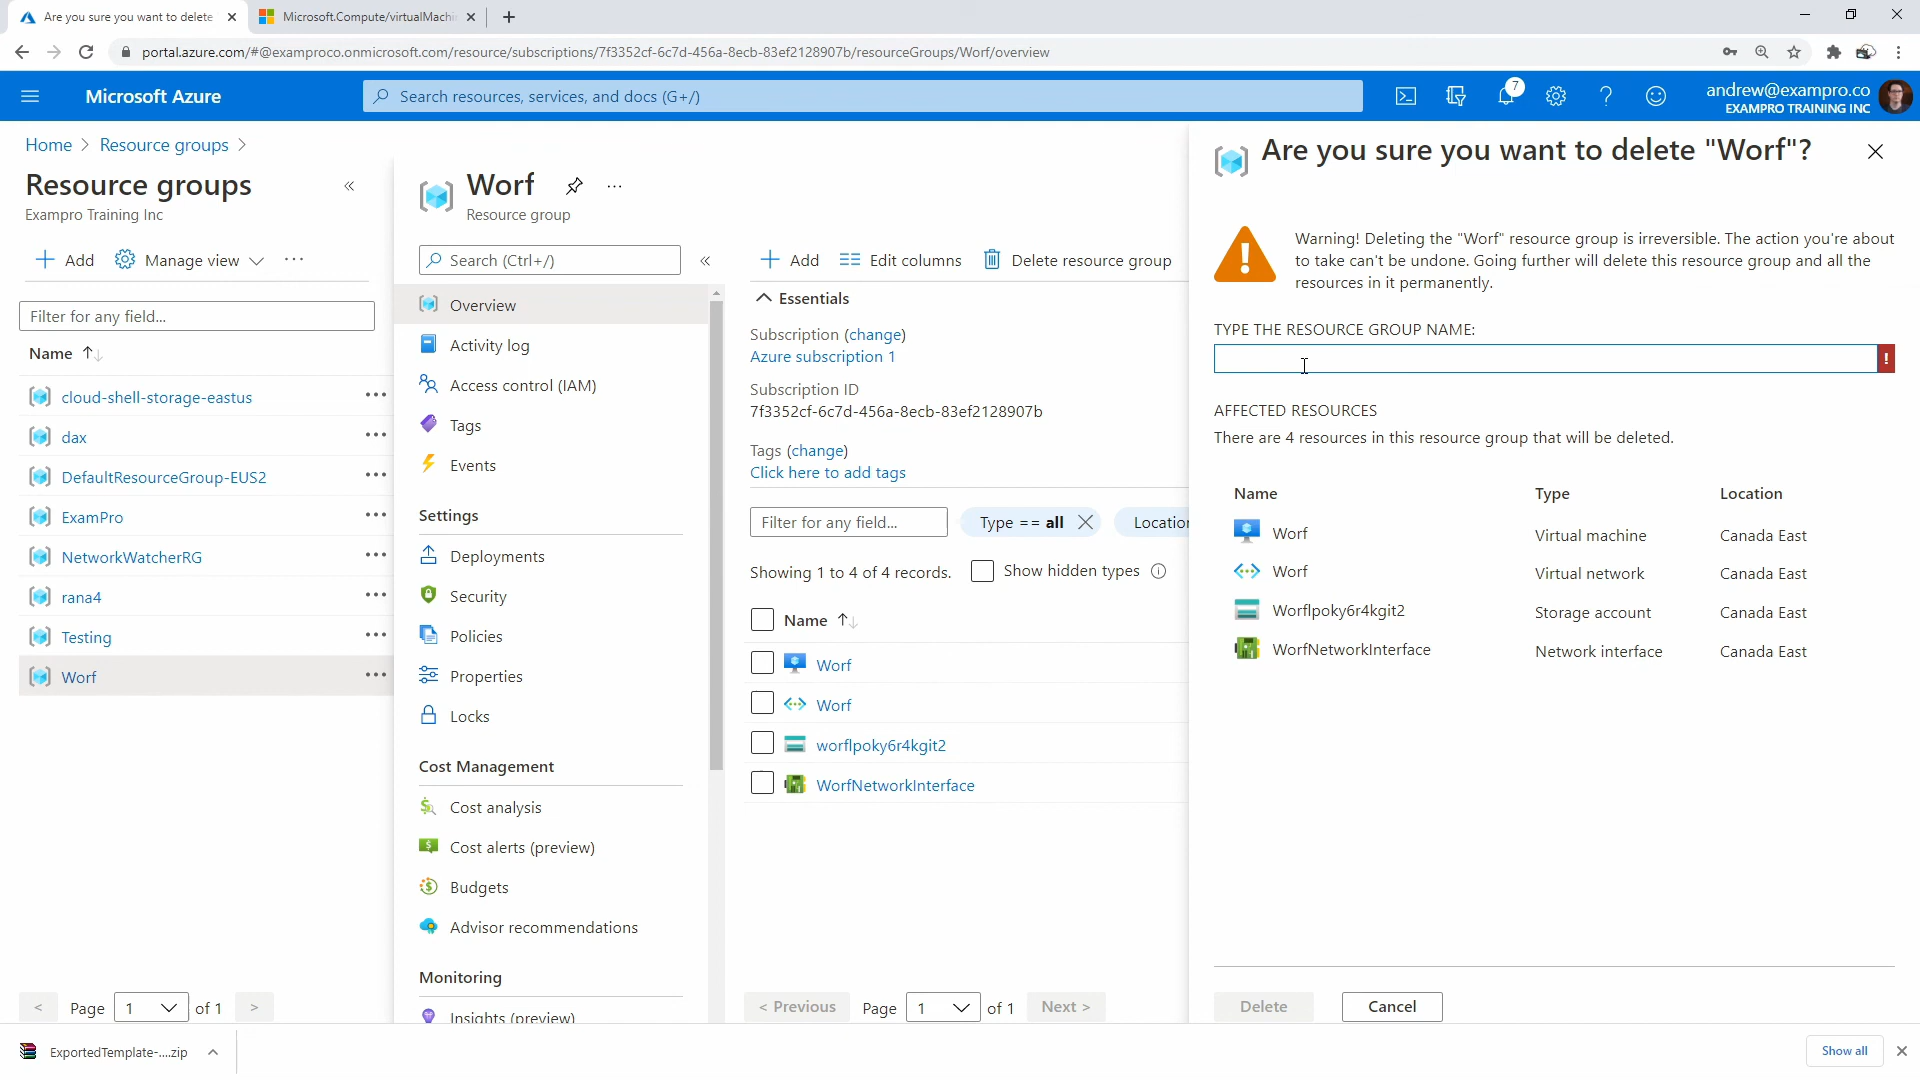 Are you sure you want to delete
Microsoft.Compute/virtualMachi
portal.azure.com/#@examproco.onmicrosoft.com/resource/subscriptions/7f3352cf-6c7d-456a-8ecb-83ef2128907b/resourceGroups/Worf/overview
Microsoft Azure
Search resources, services, and docs (G+/)
7
andrew@exampro.co
EXAMPRO TRAINING INC
Home > Resource groups >
Resource groups
Exampro Training Inc
Add
Manage view
Filter for any field...
Name
cloud-shell-storage-eastus
dax
DefaultResourceGroup-EUS2
ExamPro
NetworkWatcherRG
rana4
Testing
Worf
< Page 1 of 1 >
Worf
Resource group
Search (Ctrl+/)
Overview
Activity log
Access control (IAM)
Tags
Events
Settings
Deployments
Security
Policies
Properties
Locks
Cost Management
Cost analysis
Cost alerts (preview)
Budgets
Advisor recommendations
Monitoring
Insights (preview)
Add
Edit columns
Delete resource group
Essentials
Subscription (change)
Azure subscription 1
Subscription ID
7f3352cf-6c7d-456a-8ecb-83ef2128907b
Tags (change)
Click here to add tags
Filter for any field...
Type == all
Location
Showing 1 to 4 of 4 records.
Show hidden types
Name
Worf
Worf
worflpoky6r4kgit2
WorfNetworkInterface
< Previous Page 1 of 1 Next >
Are you sure you want to delete "Worf"?
Warning! Deleting the "Worf" resource group is irreversible. The action you're about
to take can't be undone. Going further will delete this resource group and all the
resources in it permanently.
TYPE THE RESOURCE GROUP NAME:
AFFECTED RESOURCES
There are 4 resources in this resource group that will be deleted.
Name Type Location
Worf Virtual machine Canada East
Worf Virtual network Canada East
Worflpoky6r4kgit2 Storage account Canada East
WorfNetworkInterface Network interface Canada East
Delete
Cancel
ExportedTemplate-....zip
Show all